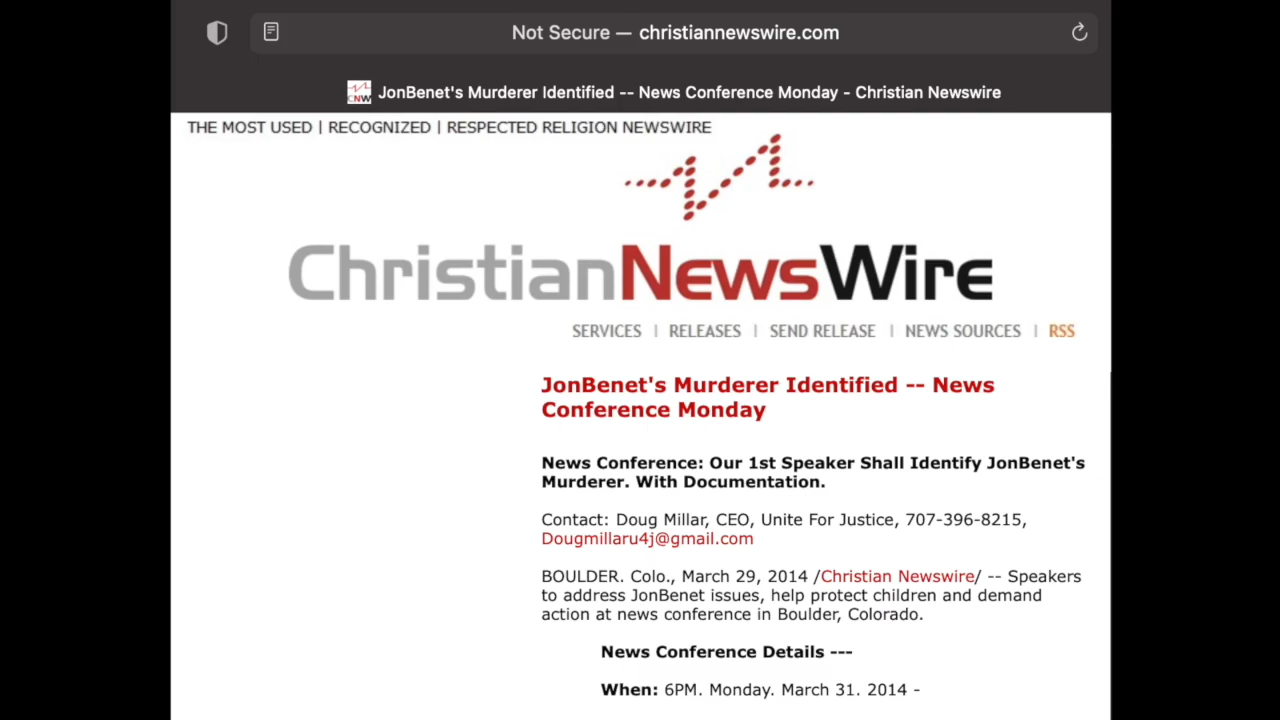 Not Secure — christiannewswire.com
CNW JonBenet's Murderer Identified -- News Conference Monday - Christian Newswire
THE MOST USED | RECOGNIZED | RESPECTED RELIGION NEWSWIRE
ChristianNewsWire
SERVICES | RELEASES | SEND RELEASE | NEWS SOURCES | RSS
JonBenet's Murderer Identified -- News
Conference Monday
News Conference: Our 1st Speaker Shall Identify JonBenet's
Murderer. With Documentation.
Contact: Doug Millar, CEO, Unite For Justice, 707-396-8215,
Dougmillaru4j@gmail.com
BOULDER. Colo., March 29, 2014 /Christian Newswire/ -- Speakers
to address JonBenet issues, help protect children and demand
action at news conference in Boulder, Colorado.
News Conference Details ---
When: 6PM. Monday. March 31. 2014 -